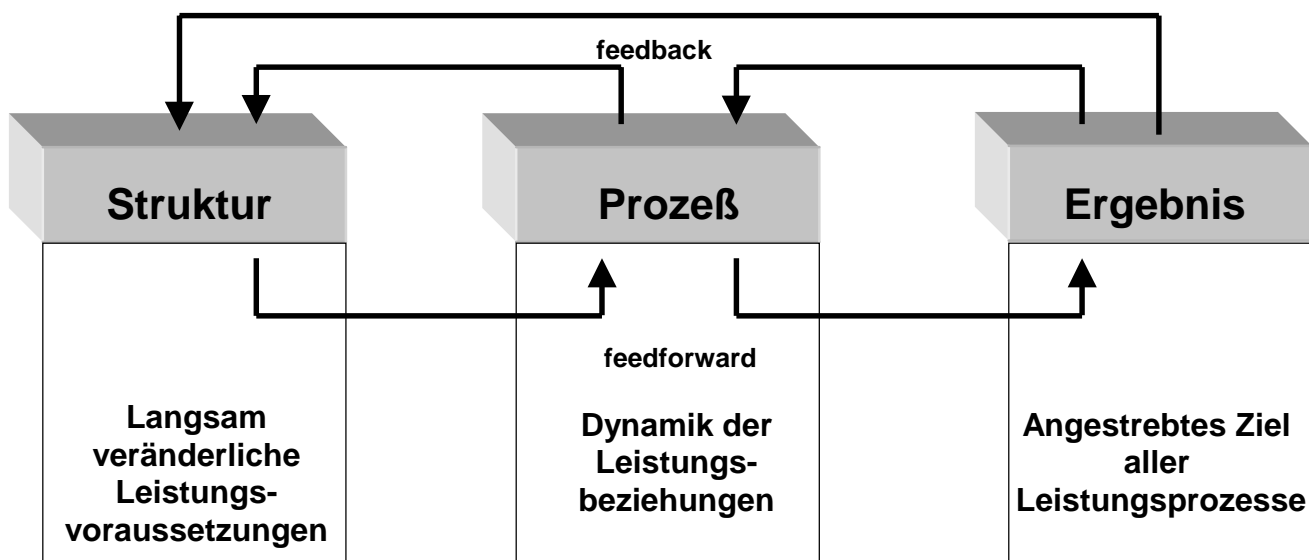 feedback
Struktur
Prozeß
Ergebnis
feedforward
Langsam
veränderliche
Leistungs-
voraussetzungen
Dynamik der
Leistungs-
beziehungen
Angestrebtes Ziel
aller
Leistungsprozesse